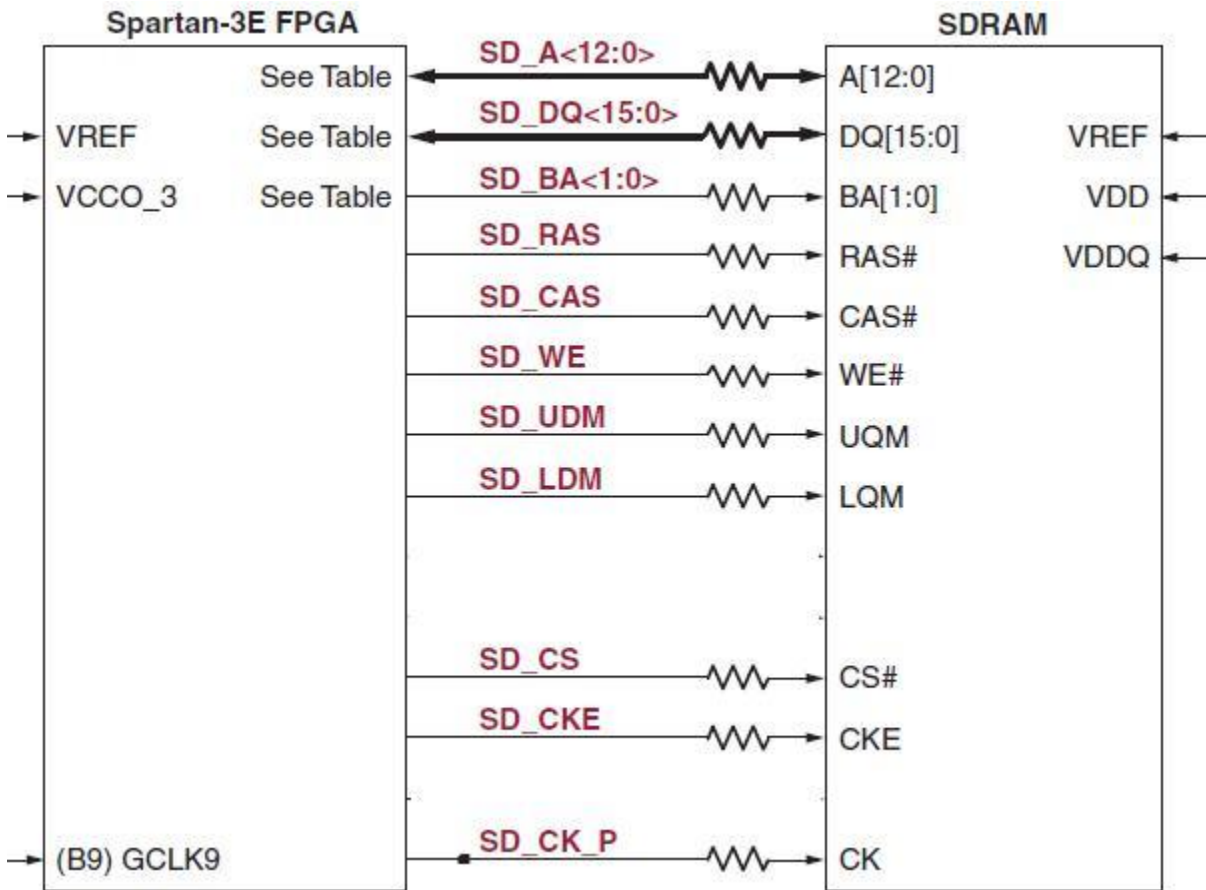 Spartan-3E FPGA
SDRAM
See Table
SD_A<12:0>
A[12:0]
VREF
See Table
SD_DQ<15:0>
DQ[15:0]
VREF
VCCO_3
See Table
SD_BA<1:0>
BA[1:0]
VDD
SD_RAS
RAS#
VDDQ
SD_CAS
CAS#
SD_WE
WE#
SD_UDM
UQM
SD_LDM
LQM
SD_CS
CS#
SD_CKE
CKE
(B9) GCLK9
SD_CK_P
CK